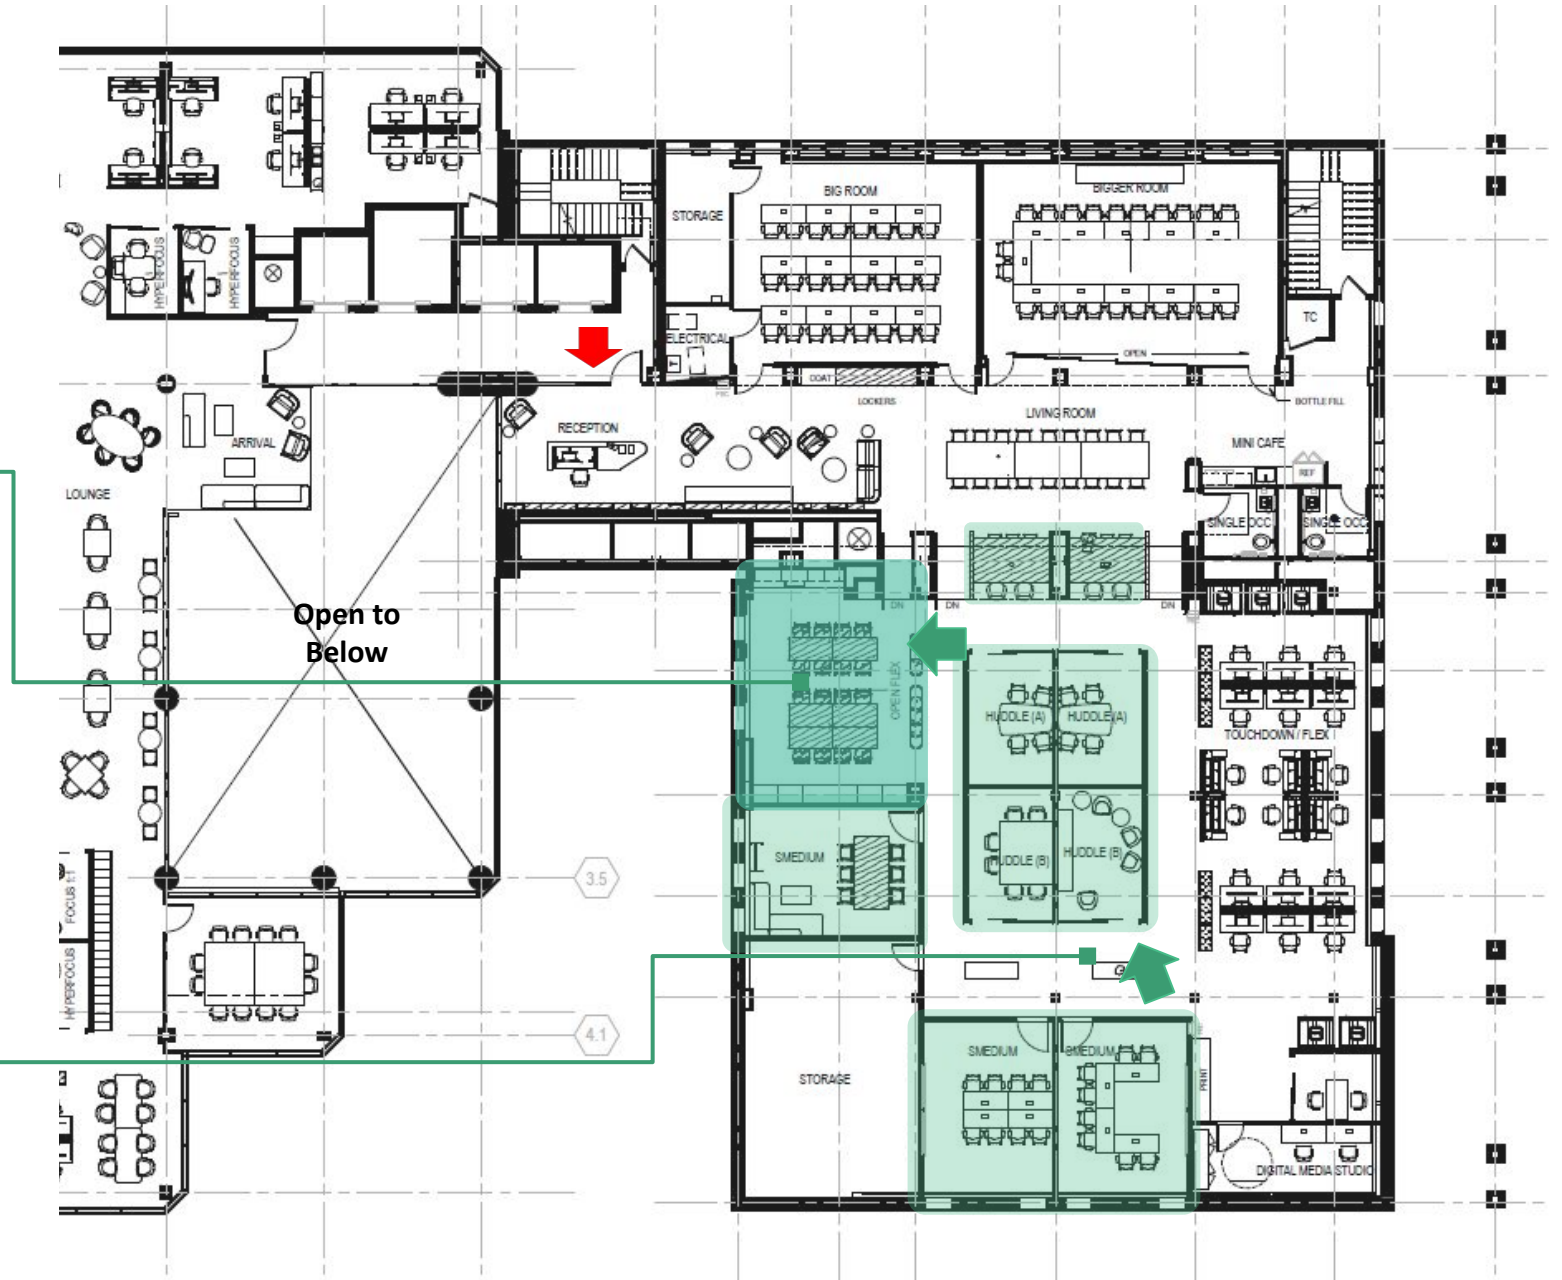 BIG ROOM
BIGGER ROOM
STORAGE
HYPERFOCUS
HYPERFOCUS
TC
ELECTRICAL
OPEN
COAT
LOCKERS
BOTTLE FILL
LIVING ROOM
RECEPTION
ARRIVAL
MINI CAFE
REF
LOUNGE
SINGLE OCC
SINGLE OCC
DN
DN
DN
Open to
Below
OPEN FLEX
HUDDLE (A)
HUDDLE (A)
TOUCHDOWN / FLEX
SMEDIUM
HUDDLE (B)
HUDDLE (B)
3.5
FOCUS 1:1
HYPERFOCUS
4.1
SMEDIUM
SMEDIUM
STORAGE
PRINT
DIGITAL MEDIA STUDIO